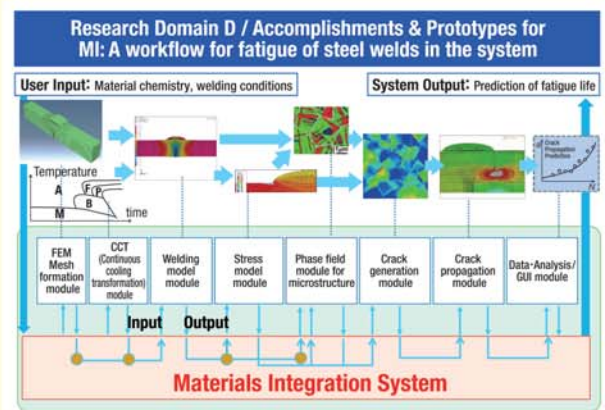 Research Domain D / Accomplishments & Prototypes for
MI: A workflow for fatigue of steel welds in the system
User Input: Material chemistry, welding conditions
System Output: Prediction of fatigue life
Temperature
A
F
P
B
M
time
Crack
Propagation
Prediction
N
FEM
Mesh
formation
module
CCT
(Continuous
cooling
transformation)
module
Welding
model
module
Stress
model
module
Phase field
module for
microstructure
Crack
generation
module
Crack
propagation
module
Data-Analysis/
GUI module
Input
Output
Materials Integration System